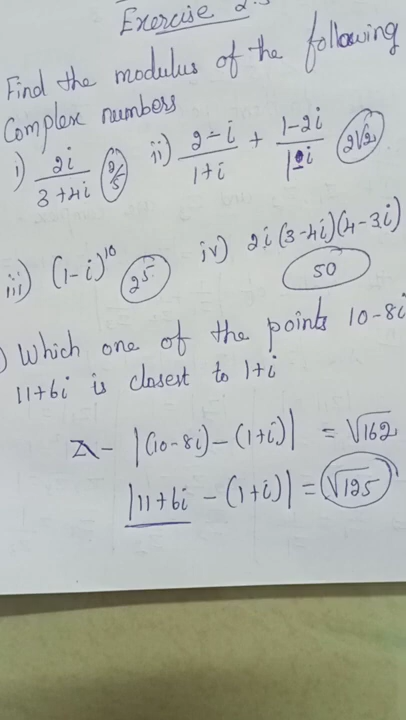 Exercise 2.5
Find the modulus of the following
Complex numbers
i) 2i/(3+4i) (2/5) ii) (2-i)/(1+i) + (1-2i)/(1-i) (2√2)
iii) (1-i)^10 (2^5) iv) 2i(3-4i)(4-3i)
50
) Which one of the points 10-8i
11+6i is closest to 1+i
|(10-8i)-(1+i)| = √162
|11+6i-(1+i)| = √125